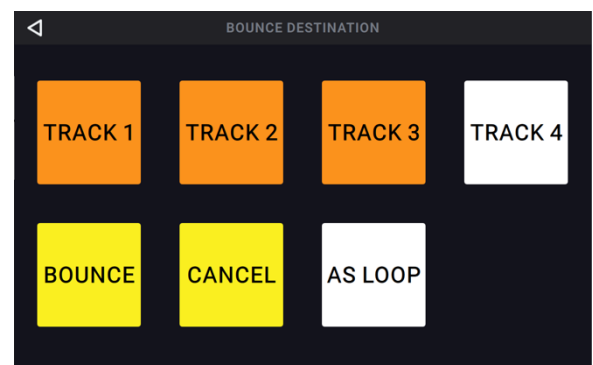 BOUNCE DESTINATION
TRACK 1
TRACK 2
TRACK 3
TRACK 4
BOUNCE
CANCEL
AS LOOP